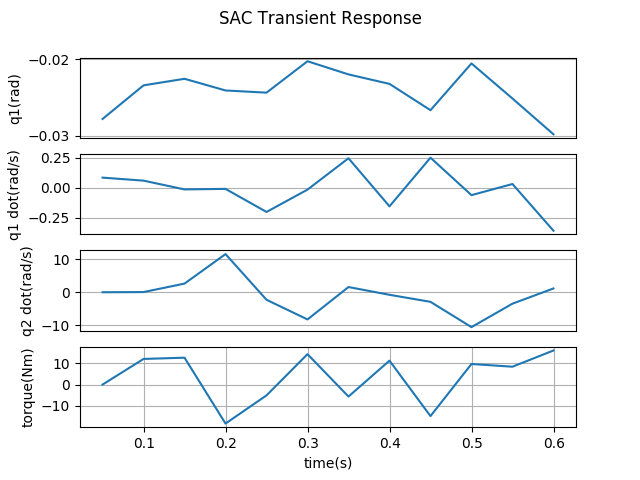 SAC Transient Response
q1(rad)
−0.02
−0.03
q1 dot(rad/s)
0.25
0.00
−0.25
q2 dot(rad/s)
10
0
−10
torque(Nm)
10
0
−10
0.1 0.2 0.3 0.4 0.5 0.6
time(s)